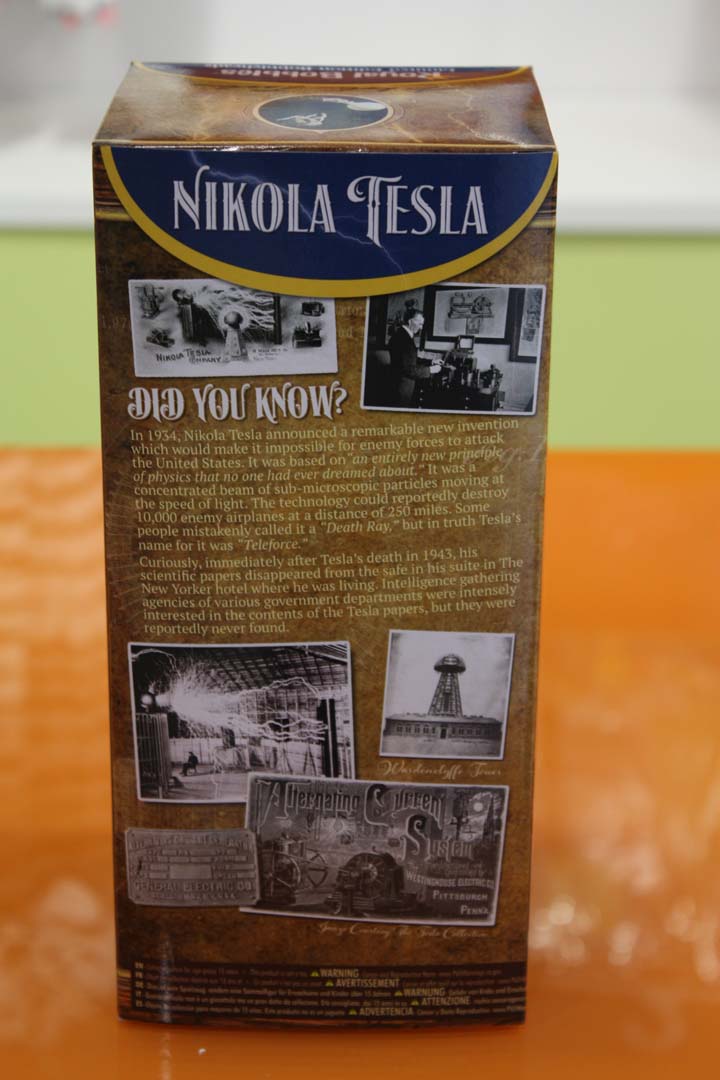 Royal Bobbles
NIKOLA TESLA
NIKOLA TESLA
COMPANY
DID YOU KNOW?
In 1934, Nikola Tesla announced a remarkable new invention
which would make it impossible for enemy forces to attack
the United States. It was based on "an entirely new principle
of physics that no one had ever dreamed about." It was a
concentrated beam of sub-microscopic particles moving at
the speed of light. The technology could reportedly destroy
10,000 enemy airplanes at a distance of 250 miles. Some
people mistakenly called it a "Death Ray," but in truth Tesla's
name for it was "Teleforce."
Curiously, immediately after Tesla's death in 1943, his
scientific papers disappeared from the safe in his suite in The
New Yorker hotel where he was living. Intelligence gathering
agencies of various government departments were intensely
interested in the contents of the Tesla papers, but they were
reportedly never found.
Wardenclyffe Tower
Alternating Current
System
WESTINGHOUSE ELECTRIC CO
PITTSBURGH
PENN'A
GENERAL ELECTRIC CO
WARNING
AVERTISSEMENT
WARNUNG
ATTENZIONE
ADVERTENCIA